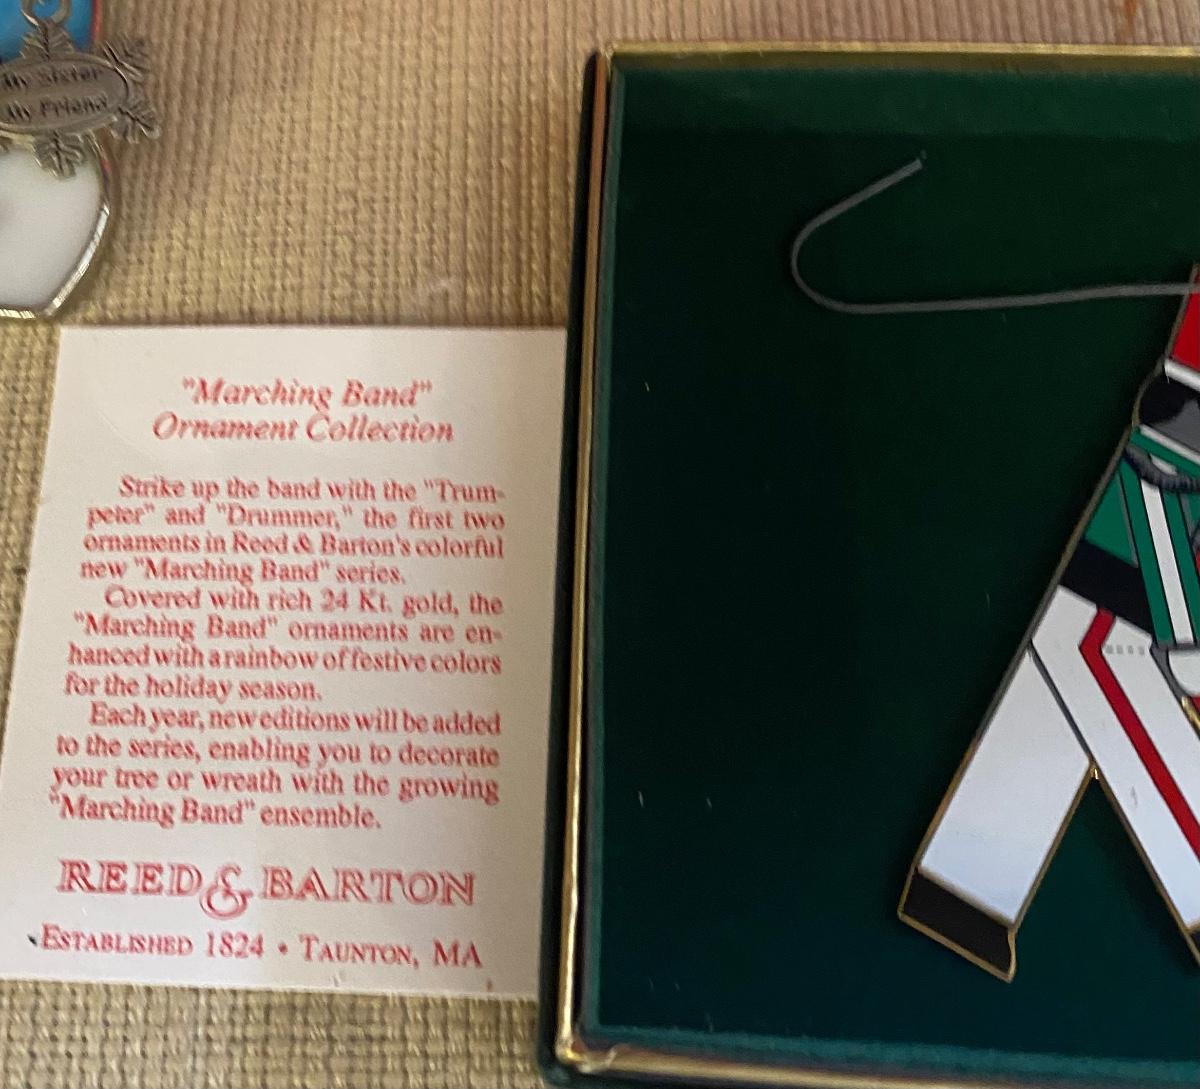 My Sister
My Friend
"Marching Band"
Ornament Collection
Strike up the band with the "Trum-
peter" and "Drummer," the first two
ornaments in Reed & Barton's colorful
new "Marching Band" series.
Covered with rich 24 Kt. gold, the
"Marching Band" ornaments are en-
hanced with a rainbow of festive colors
for the holiday season.
Each year, new editions will be added
to the series, enabling you to decorate
your tree or wreath with the growing
"Marching Band" ensemble.
REED & BARTON
ESTABLISHED 1824 • TAUNTON, MA